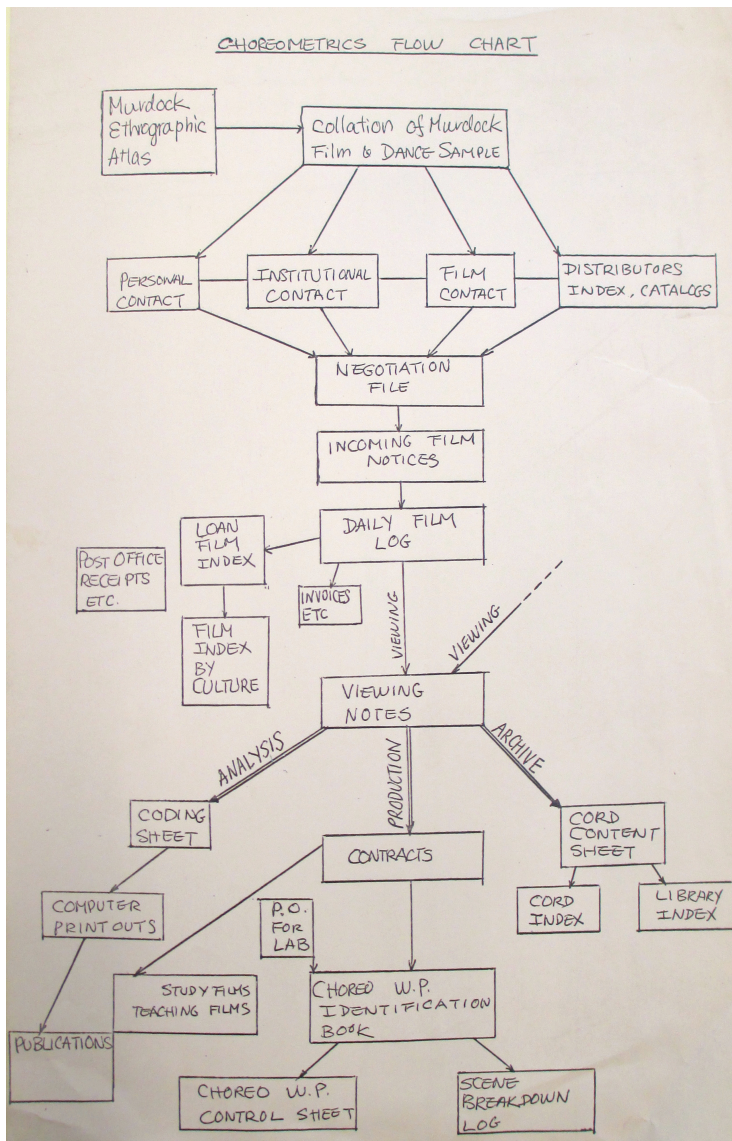 CHOREOMETRICS FLOW CHART
Murdock
Ethrographic
Atlas
Collation of Murdock
Film & DANCE SAMPLE
PERSONAL
CONTACT
INSTITUTIONAL
CONTACT
FILM
CONTACT
DISTRIBUTORS
INDEX, CATALOGS
NEGOTIATION
FILE
INCOMING FILM
NOTICES
DAILY FILM
LOG
LOAN
FILM
INDEX
POST OFFICE
RECEIPTS
ETC.
INVOICES
ETC
FILM
INDEX
BY
CULTURE
VIEWING
VIEWING
VIEWING
NOTES
ANALYSIS
PRODUCTION
ARCHIVE
CODING
SHEET
CONTRACTS
CORD
CONTENT
SHEET
COMPUTER
PRINTOUTS
P.O.
FOR
LAB
CORD
INDEX
LIBRARY
INDEX
STUDY FILMS
TEACHING FILMS
CHOREO W.P.
IDENTIFICATION
BOOK
PUBLICATIONS
CHOREO W.P.
CONTROL SHEET
SCENE
BREAKDOWN
LOG